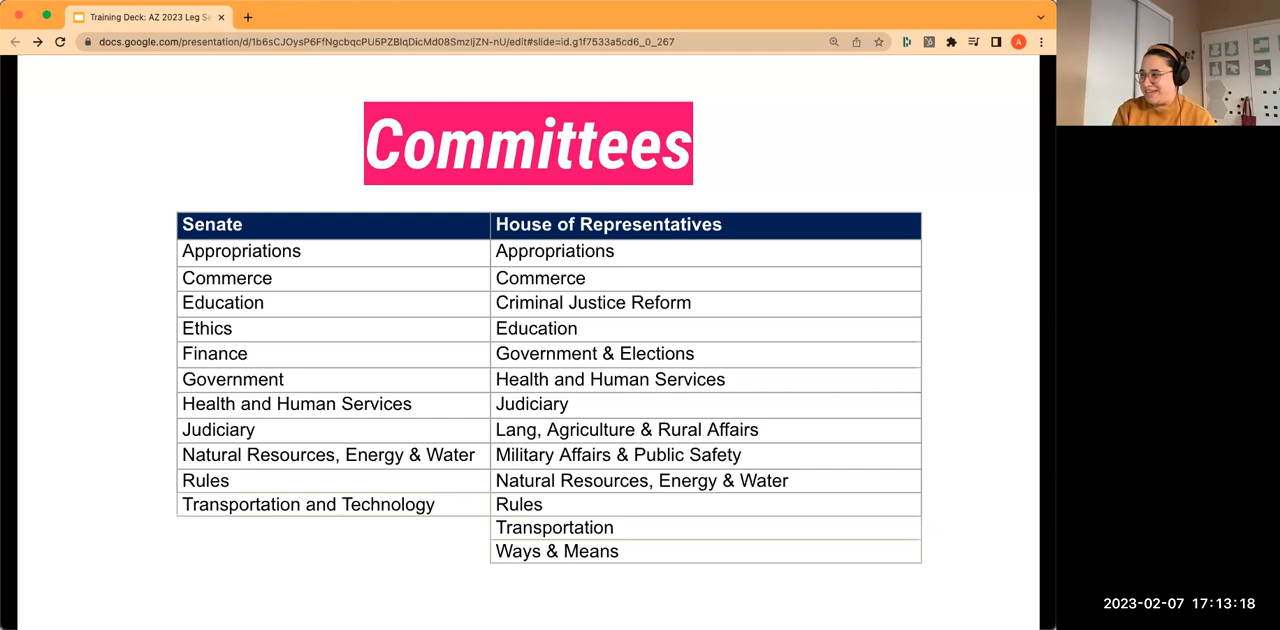 Training Deck: AZ 2023 Leg Se
docs.google.com/presentation/d/1b6sCJOysP6FfNgcbqcPU5PZBlqDicMd08SmzljZN-nU/edit#slide=id.g1f7533a5cd6_0_267
A
Committees
Senate House of Representatives
Appropriations Appropriations
Commerce Commerce
Education Criminal Justice Reform
Ethics Education
Finance Government & Elections
Government Health and Human Services
Health and Human Services Judiciary
Judiciary Lang, Agriculture & Rural Affairs
Natural Resources, Energy & Water Military Affairs & Public Safety
Rules Natural Resources, Energy & Water
Transportation and Technology Rules
Transportation
Ways & Means
2023-02-07 17:13:18